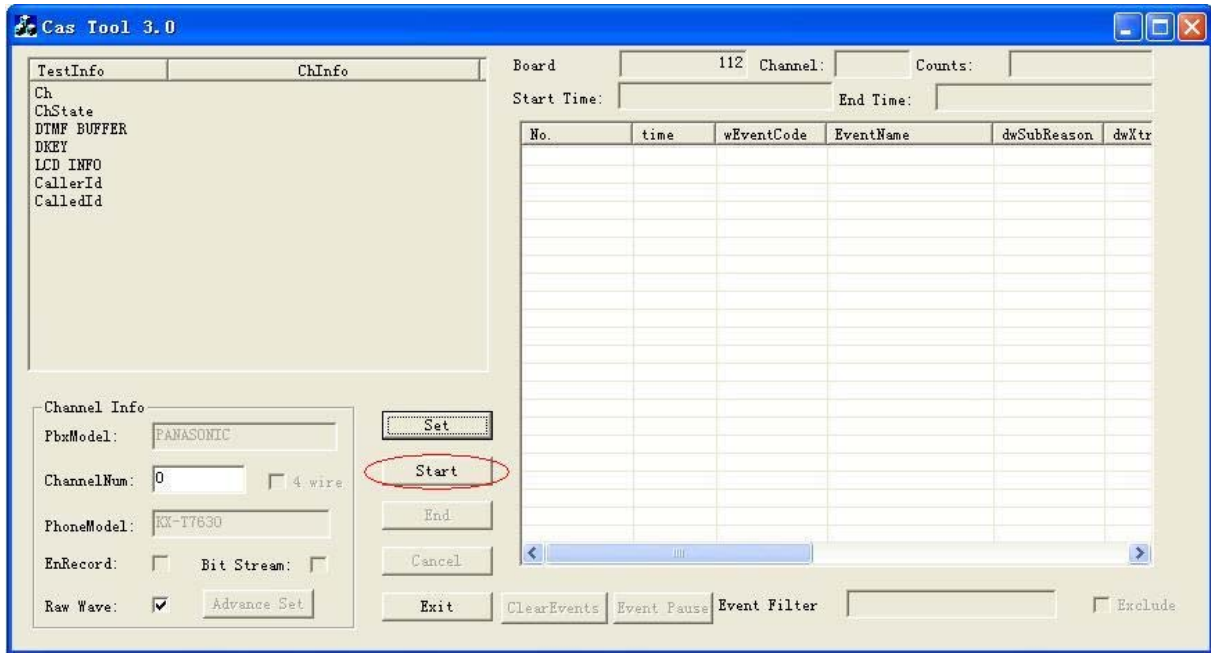 Cas Tool 3.0
TestInfo ChInfo
Ch
ChState
DTMF BUFFER
DKEY
LCD INFO
CallerId
CalledId
Board 112 Channel: Counts:
Start Time: End Time:
No. time wEventCode EventName dwSubReason dwXtr
Channel Info
PbxModel: PANASONIC
ChannelNum: 0 4 wire
PhoneModel: KX-T7630
EnRecord: Bit Stream:
Raw Wave: Advance Set
Set
Start
End
Cancel
Exit
ClearEvents Event Pause Event Filter Exclude